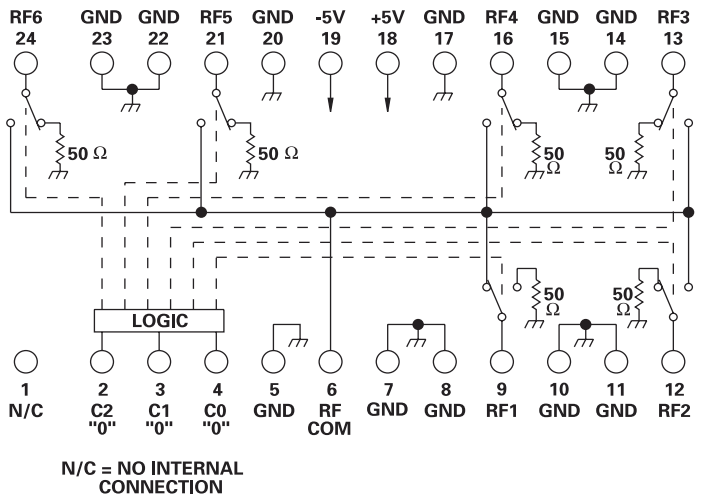 RF6 GND GND RF5 GND -5V +5V GND RF4 GND GND RF3
24 23 22 21 20 19 18 17 16 15 14 13
50 Ω 50 Ω 50 Ω 50 Ω
50 Ω 50 Ω
LOGIC
1 2 3 4 5 6 7 8 9 10 11 12
N/C C2 C1 C0 GND RF GND GND RF1 GND GND RF2
"0" "0" "0" COM
N/C = NO INTERNAL
CONNECTION